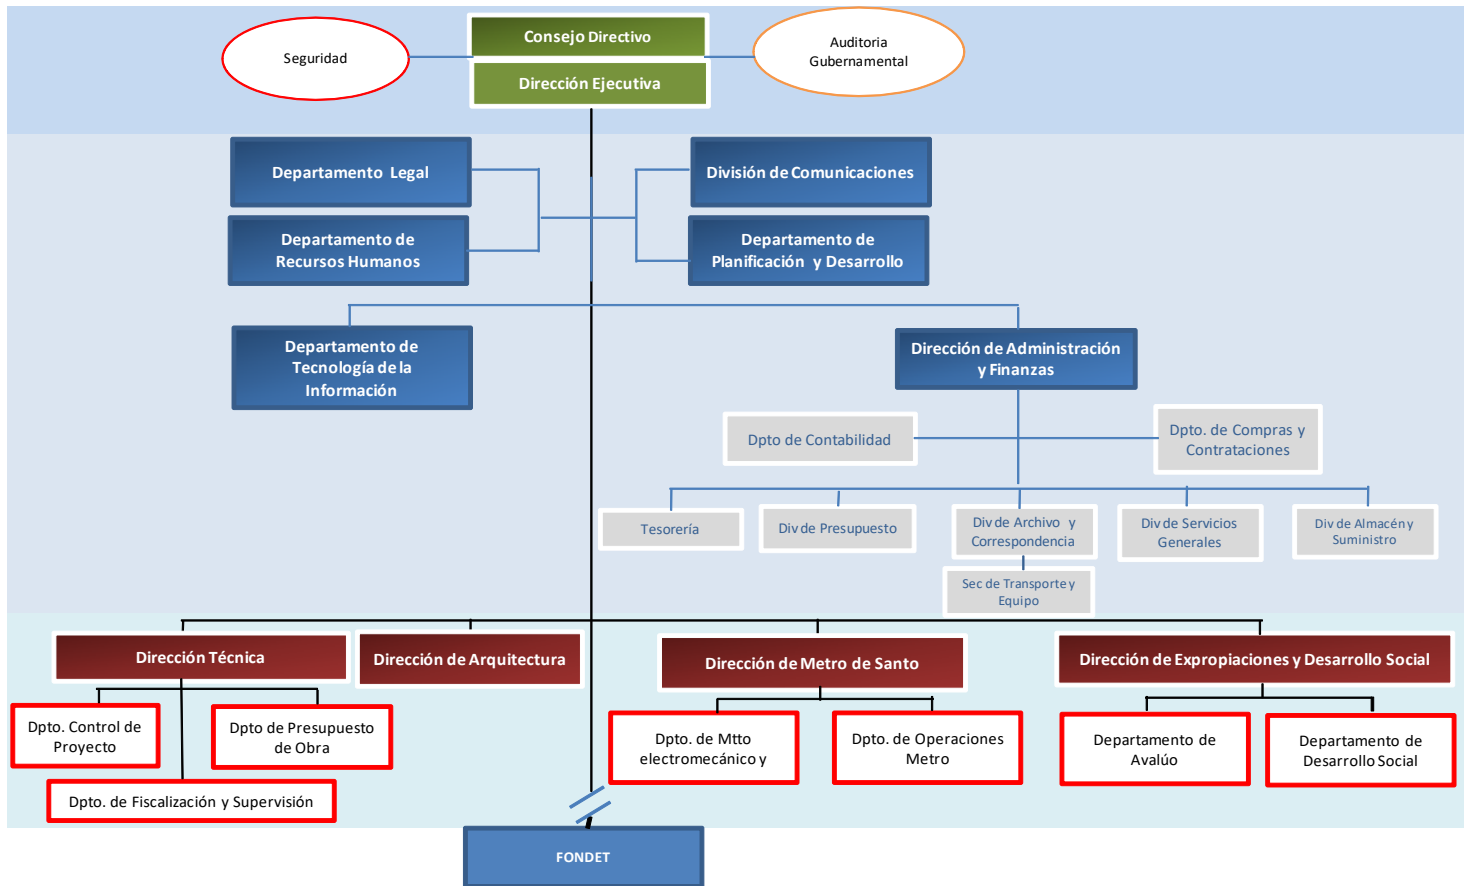 Seguridad
Consejo Directivo
Dirección Ejecutiva
Auditoria
Gubernamental
Departamento Legal
División de Comunicaciones
Departamento de
Recursos Humanos
Departamento de
Planificación y Desarrollo
Departamento de
Tecnología de la
Información
Dirección de Administración
y Finanzas
Dpto de Contabilidad
Dpto. de Compras y
Contrataciones
Tesorería
Div de Presupuesto
Div de Archivo y
Correspondencia
Div de Servicios
Generales
Div de Almacén y
Suministro
Sec de Transporte y
Equipo
Dirección Técnica
Dirección de Arquitectura
Dirección de Metro de Santo
Dirección de Expropiaciones y Desarrollo Social
Dpto. Control de
Proyecto
Dpto de Presupuesto
de Obra
Dpto. de Fiscalización y Supervisión
Dpto. de Mtto
electromecánico y
Dpto. de Operaciones
Metro
Departamento de
Avalúo
Departamento de
Desarrollo Social
FONDET